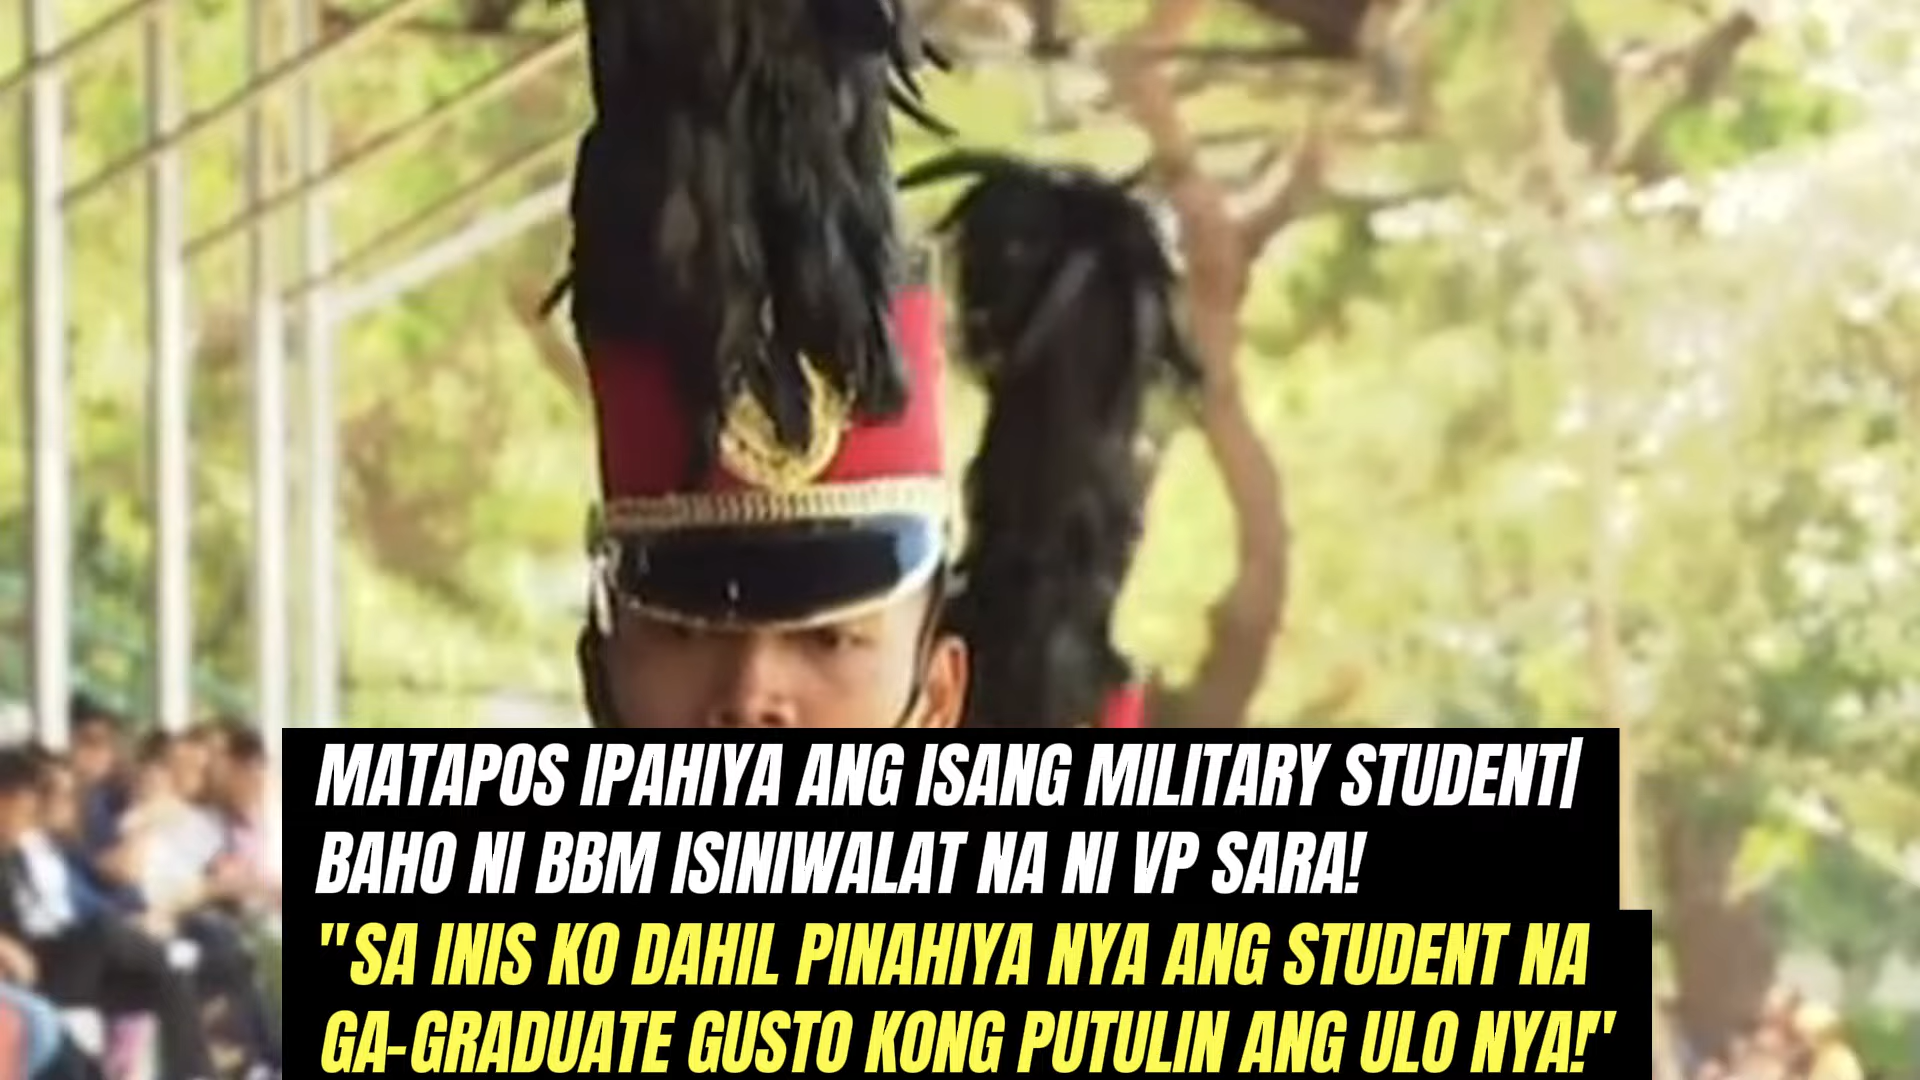 MATAPOS IPAHIYA ANG ISANG MILITARY STUDENT|
BAHO NI BBM ISINIWALAT NA NI VP SARA!
"SA INIS KO DAHIL PINAHIYA NYA ANG STUDENT NA
GA-GRADUATE GUSTO KONG PUTULIN ANG ULO NYA!"